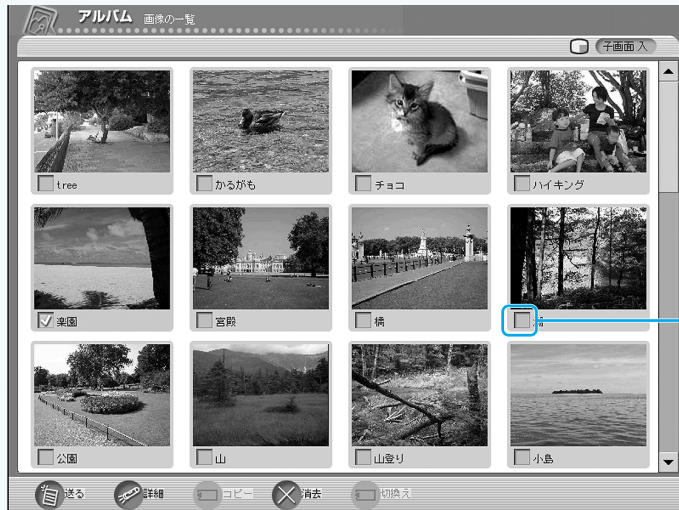 アルバム 画像の一覧
子画面 入
tree かるがも チョコ ハイキング
楽園 宮殿 橋
公園 山 山登り 小島
送る 詳細 コピー 消去 切換え